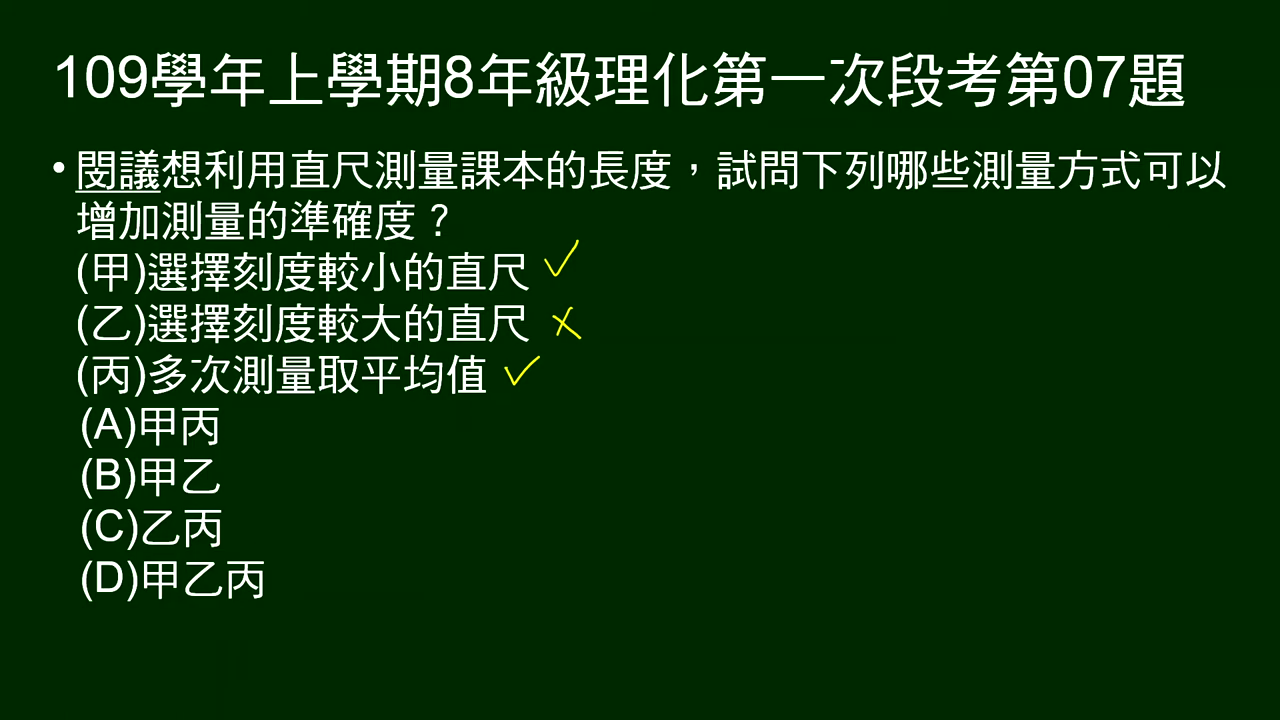 109學年上學期8年級理化第一次段考第07題
•閔議想利用直尺測量課本的長度，試問下列哪些測量方式可以
增加測量的準確度？
(甲)選擇刻度較小的直尺 ✓
(乙)選擇刻度較大的直尺 ✗
(丙)多次測量取平均值 ✓
(A)甲丙
(B)甲乙
(C)乙丙
(D)甲乙丙